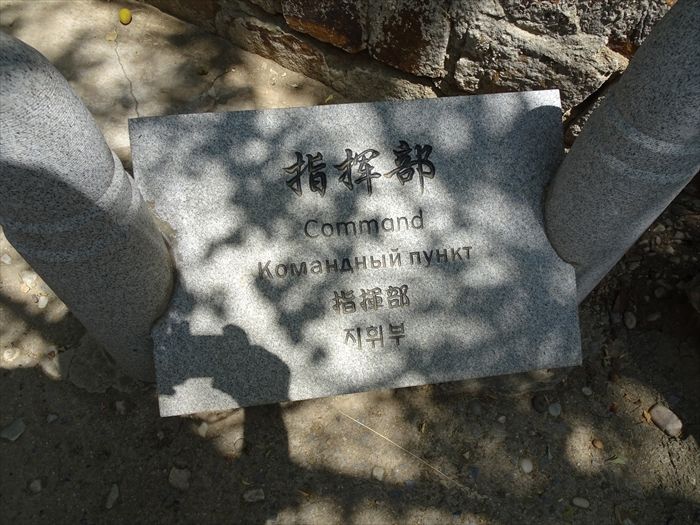 指挥部
Command
Командный пункт
指揮部
지휘부